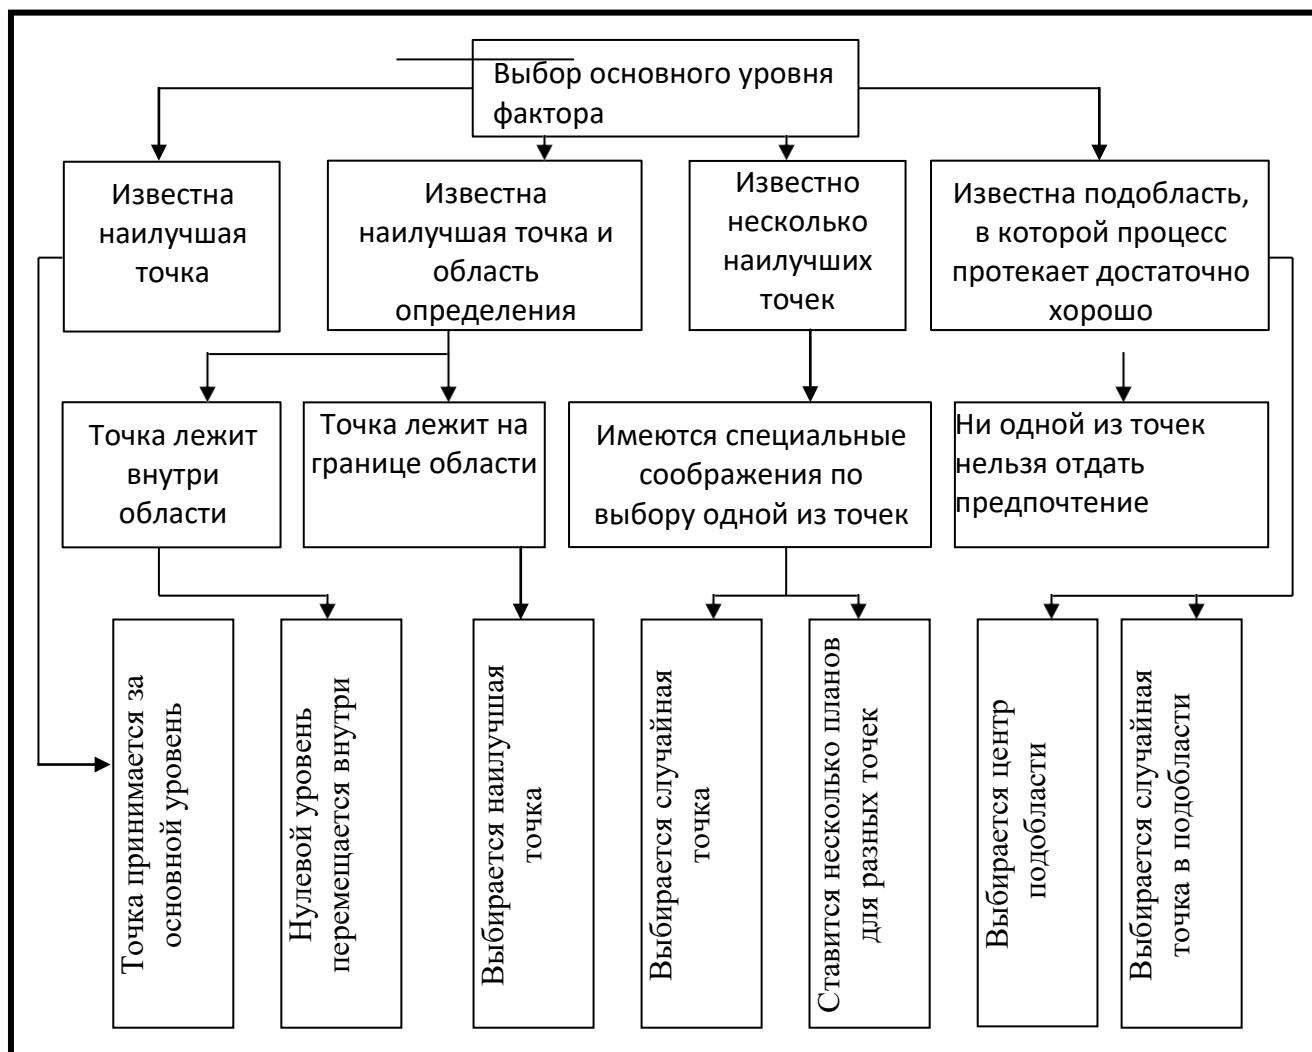 Выбор основного уровня
фактора
Известна
наилучшая
точка
Известна
наилучшая точка и
область
определения
Известно
несколько
наилучших
точек
Известна подобласть,
в которой процесс
протекает достаточно
хорошо
Точка лежит
внутри
области
Точка лежит на
границе области
Имеются специальные
соображения по
выбору одной из точек
Ни одной из точек
нельзя отдать
предпочтение
Точка принимается за
основной уровень
Нулевой уровень
перемещается внутри
Выбирается наилучшая
точка
Выбирается случайная
точка
Ставится несколько планов
для разных точек
Выбирается центр
подобласти
Выбирается случайная
точка в подобласти